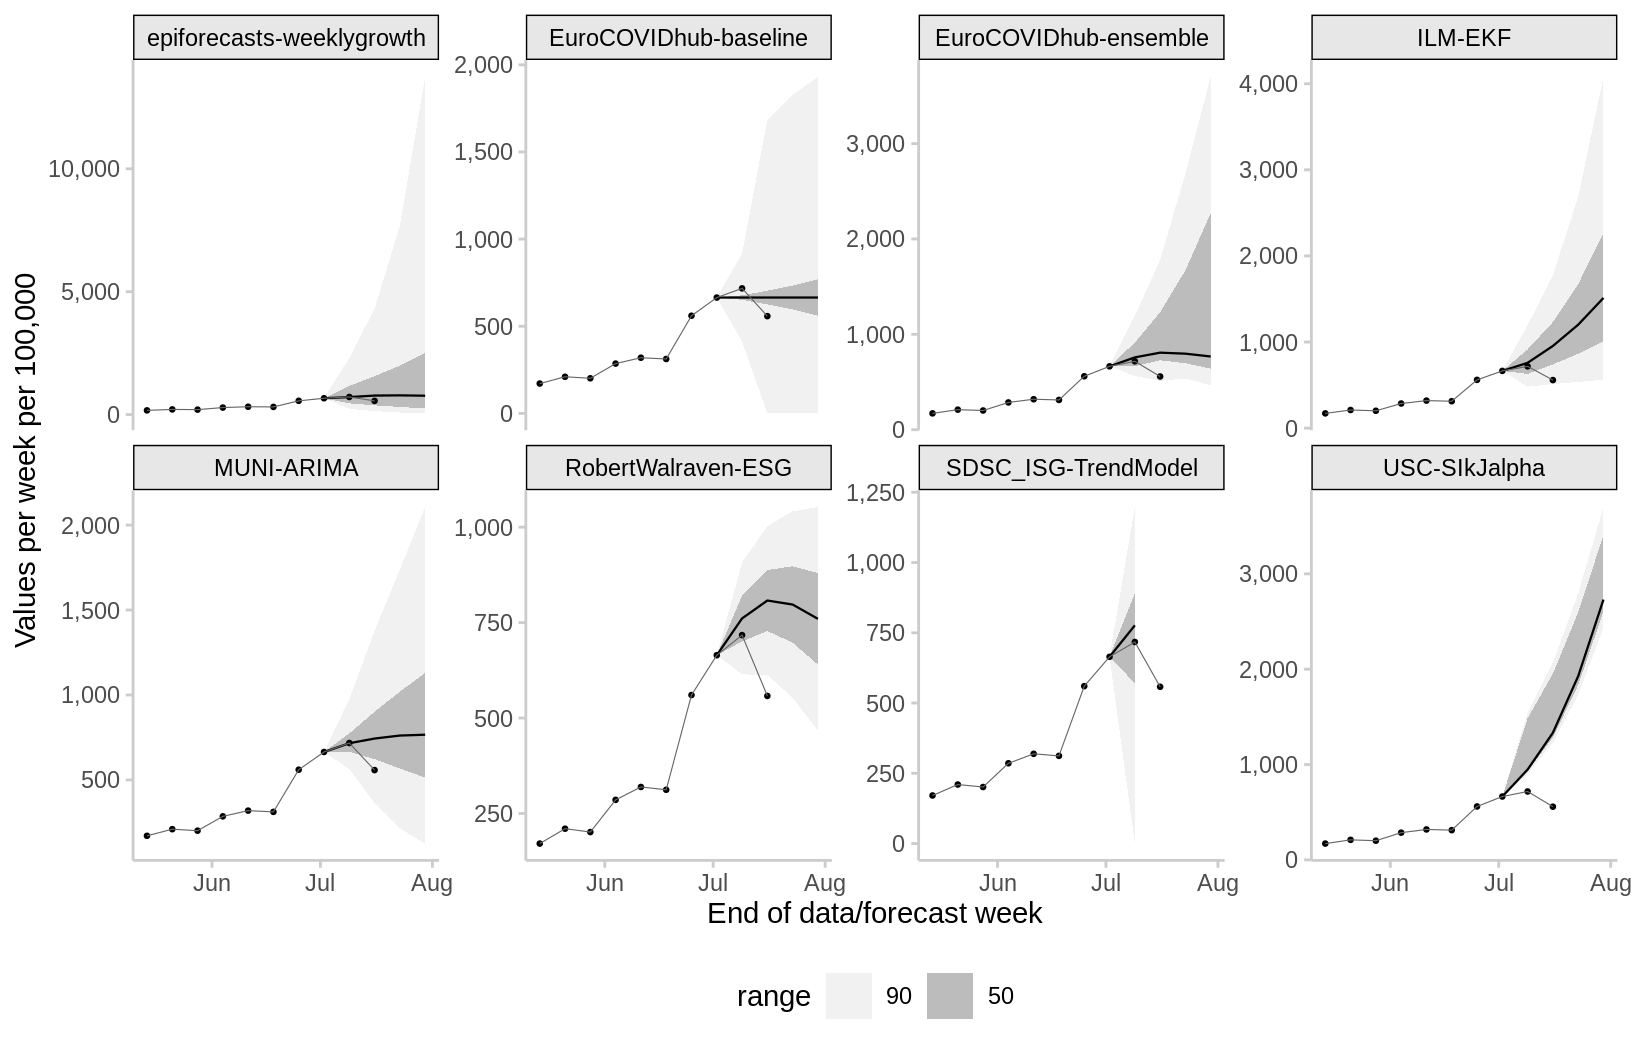 epiforecasts-weeklygrowth
EuroCOVIDhub-baseline
EuroCOVIDhub-ensemble
ILM-EKF
10,000
5,000
0
2,000
1,500
1,000
500
0
3,000
2,000
1,000
0
4,000
3,000
2,000
1,000
0
MUNI-ARIMA
RobertWalraven-ESG
SDSC_ISG-TrendModel
USC-SIkJalpha
2,000
1,500
1,000
500
1,000
750
500
250
1,250
1,000
750
500
250
0
3,000
2,000
1,000
0
Jun Jul Aug
Jun Jul Aug
Jun Jul Aug
Jun Jul Aug
Values per week per 100,000
End of data/forecast week
range 90 50